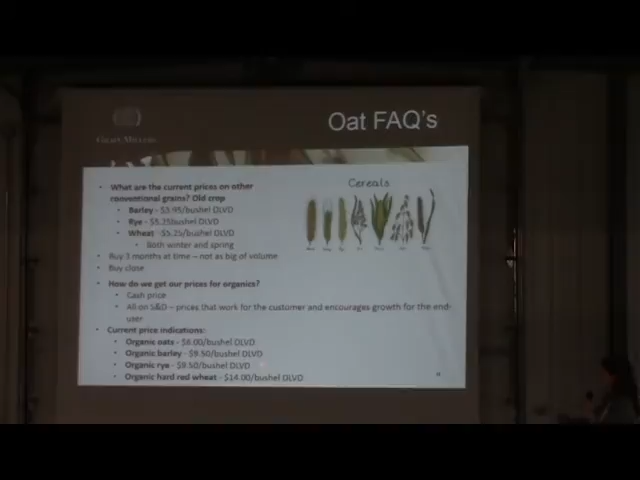 Oat FAQ's
Grain Millers
• What are the current prices on other
conventional grains? Old crop
• Barley - $3.95/bushel DLVD
• Rye - $5.25/bushel DLVD
• Wheat - $5.25/bushel DLVD
• Both winter and spring
• Buy 3 months at time – not as big of volume
• Buy close
• How do we get our prices for organics?
• Cash price
• All on S&D – prices that work for the customer and encourages growth for the end-
user
• Current price indications:
• Organic oats - $6.00/bushel DLVD
• Organic barley - $9.50/bushel DLVD
• Organic rye - $9.50/bushel DLVD
• Organic hard red wheat - $14.00/bushel DLVD
Cereals